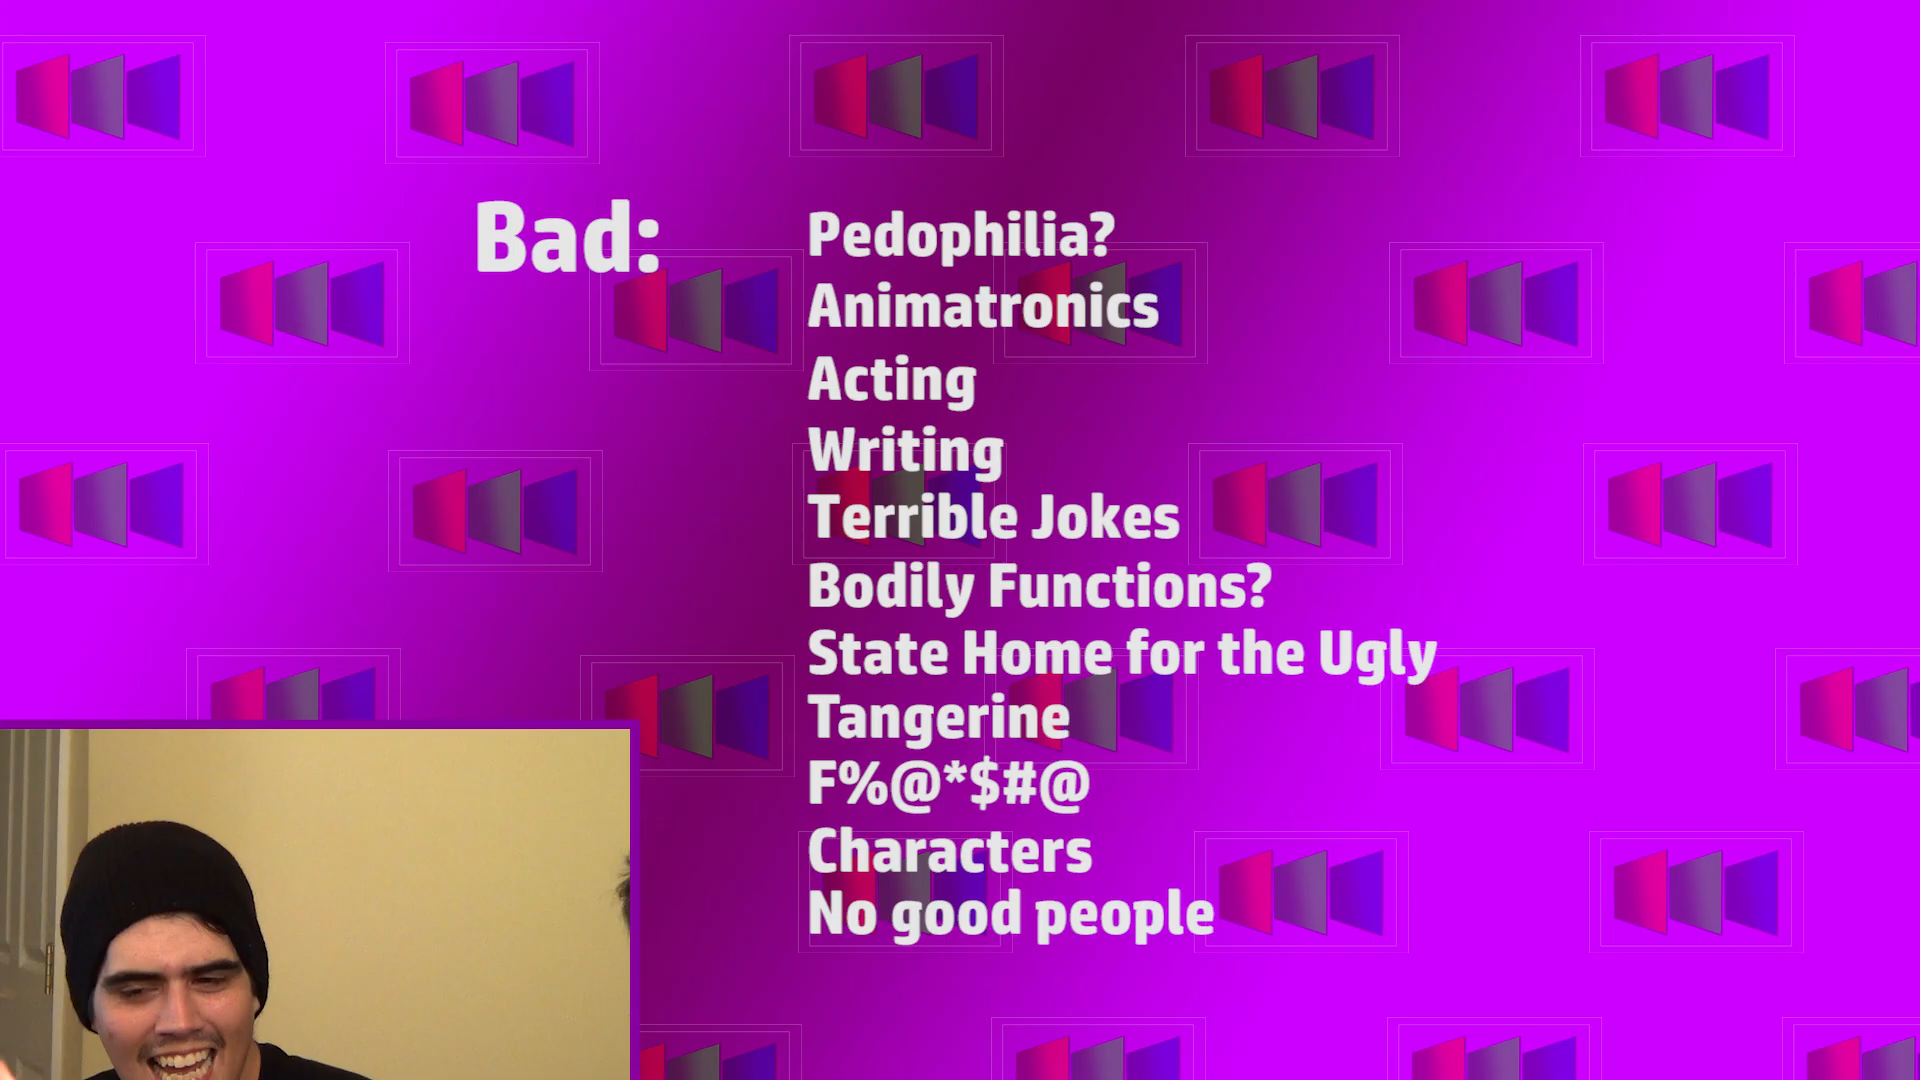 Bad:
Pedophilia?
Animatronics
Acting
Writing
Terrible Jokes
Bodily Functions?
State Home for the Ugly
Tangerine
F%@*$#@
Characters
No good people